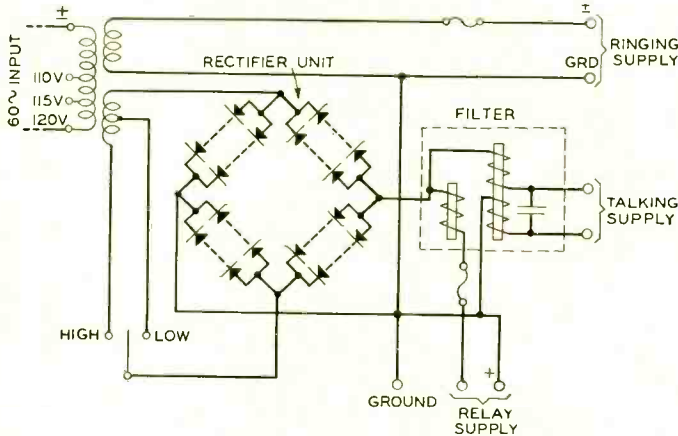 ±
60~ INPUT
110V
115V
120V
RECTIFIER UNIT
±
GRD
RINGING
SUPPLY
FILTER
TALKING
SUPPLY
HIGH
LOW
GROUND
+
RELAY
SUPPLY